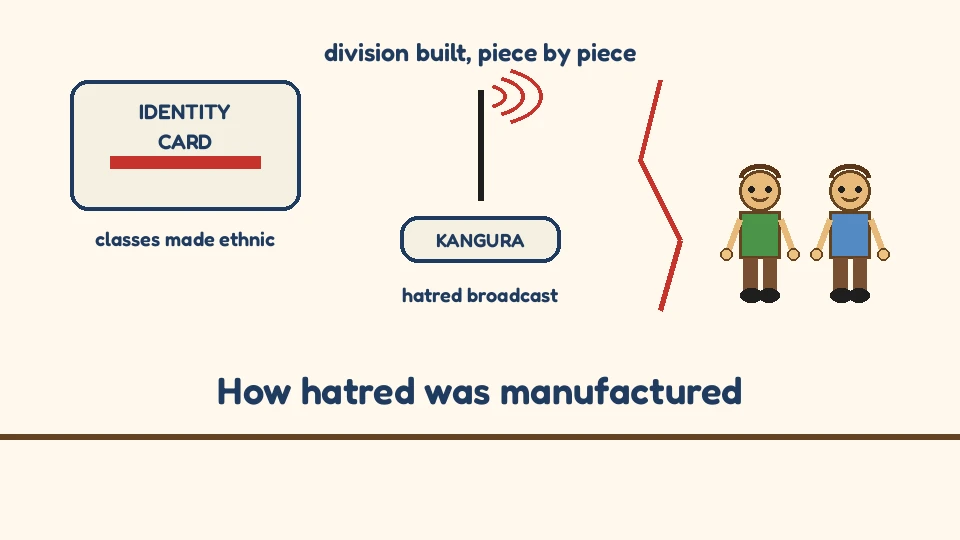 division built, piece by piece
IDENTITY
CARD
classes made ethnic
KANGURA
hatred broadcast
How hatred was manufactured